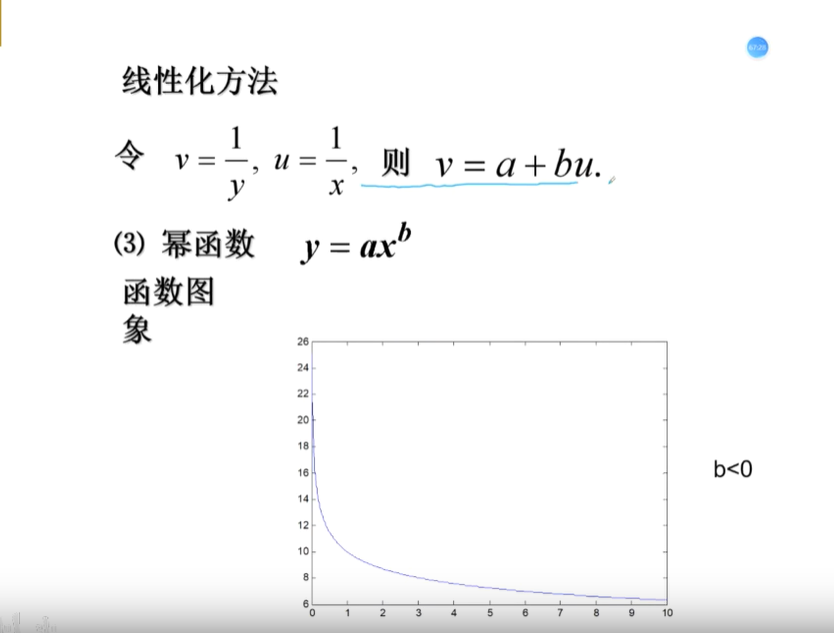 线性化方法
令 v = 1/y, u = 1/x, 则 v = a + bu.
(3) 幂函数 y = ax^b
函数图
象
26
24
22
20
18
16
14
12
10
8
6
0 1 2 3 4 5 6 7 8 9 10
b<0